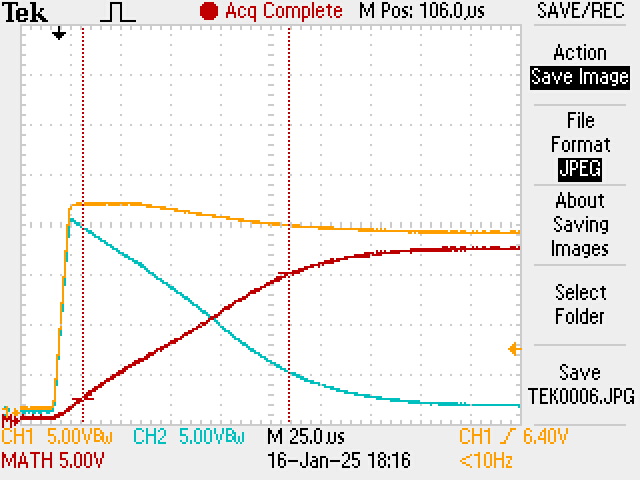 Tek Acq Complete M Pos: 106.0µs SAVE/REC
Action
Save Image
File
Format
JPEG
About
Saving
Images
Select
Folder
Save
TEK0006.JPG
M
CH1 5.00VBw CH2 5.00VBw M 25.0µs CH1 6.40V
MATH 5.00V 16-Jan-25 18:16 <10Hz